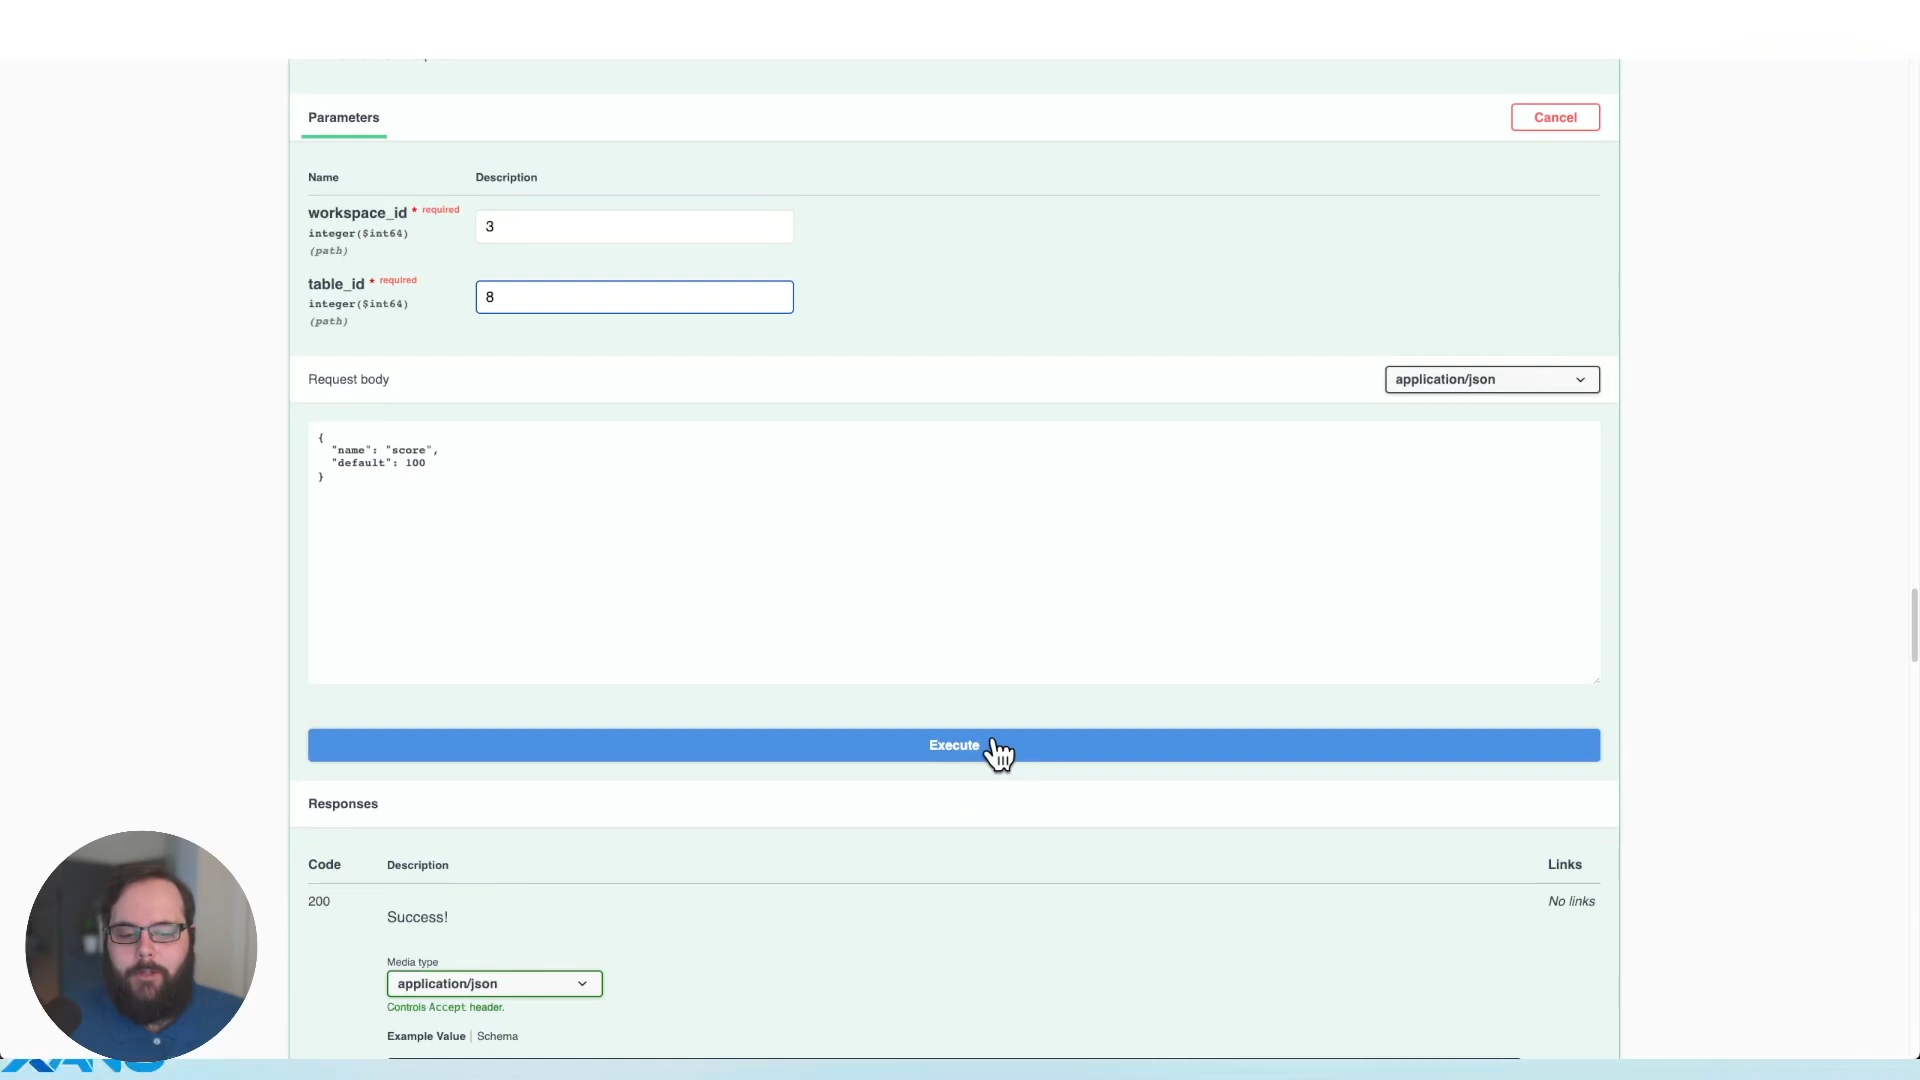 Parameters
Cancel
Name
Description
workspace_id * required
integer($int64)
(path)
3
table_id * required
integer($int64)
(path)
8
Request body
application/json
{
"name": "score",
"default": 100
}
Execute
Responses
Code
Description
Links
200
Success!
No links
Media type
application/json
Controls Accept header.
Example Value | Schema
XANO